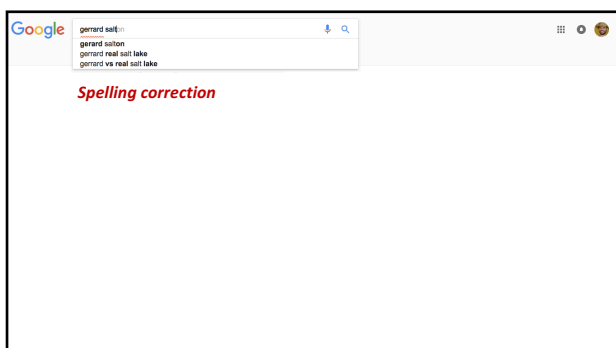 Google
gerrard salton
gerard salton
gerrard real salt lake
gerrard vs real salt lake
Spelling correction